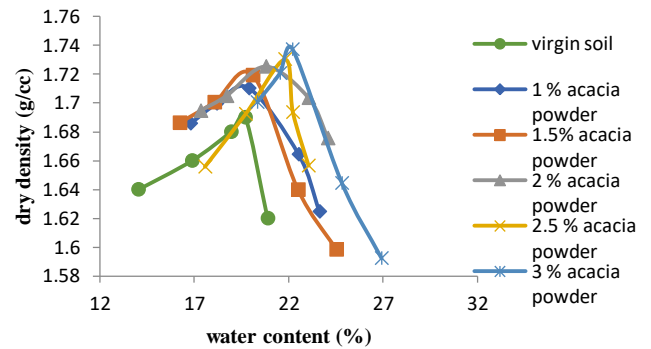 1.76
1.74
1.72
1.7
1.68
1.66
1.64
1.62
1.6
1.58
dry density (g/cc)
12
17
22
27
32
water content (%)
virgin soil
1 % acacia
powder
1.5% acacia
powder
2 % acacia
powder
2.5 % acacia
powder
3 % acacia
powder